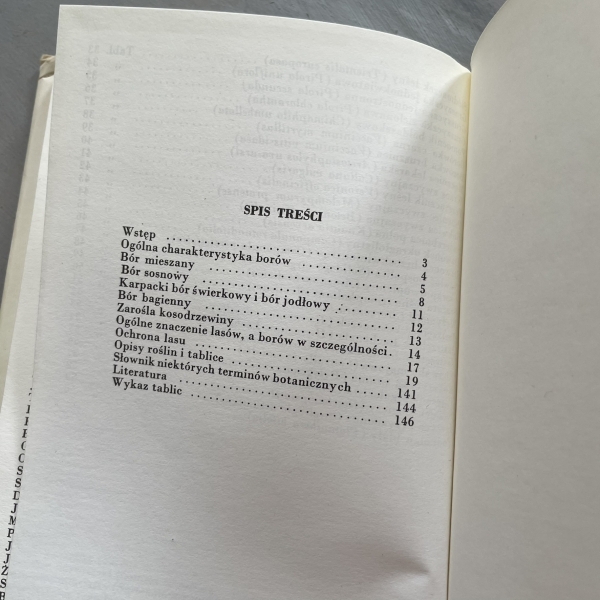 SPIS TREŚCI
Wstęp . . . . . . . . . . . . . . . . . . . . . . . 3
Ogólna charakterystyka borów . . . . . . . . . . 4
Bór mieszany . . . . . . . . . . . . . . . . . . . . 5
Bór sosnowy . . . . . . . . . . . . . . . . . . . . 8
Karpacki bór świerkowy i bór jodłowy . . . . . . 11
Bór bagienny . . . . . . . . . . . . . . . . . . . . 12
Zarośla kosodrzewiny . . . . . . . . . . . . . . . 13
Ogólne znaczenie lasów, a borów w szczególności . 14
Ochrona lasu . . . . . . . . . . . . . . . . . . . . 17
Opisy roślin i tablice . . . . . . . . . . . . . . . 19
Słownik niektórych terminów botanicznych . . . . . 141
Literatura . . . . . . . . . . . . . . . . . . . . . 144
Wykaz tablic . . . . . . . . . . . . . . . . . . . . 146